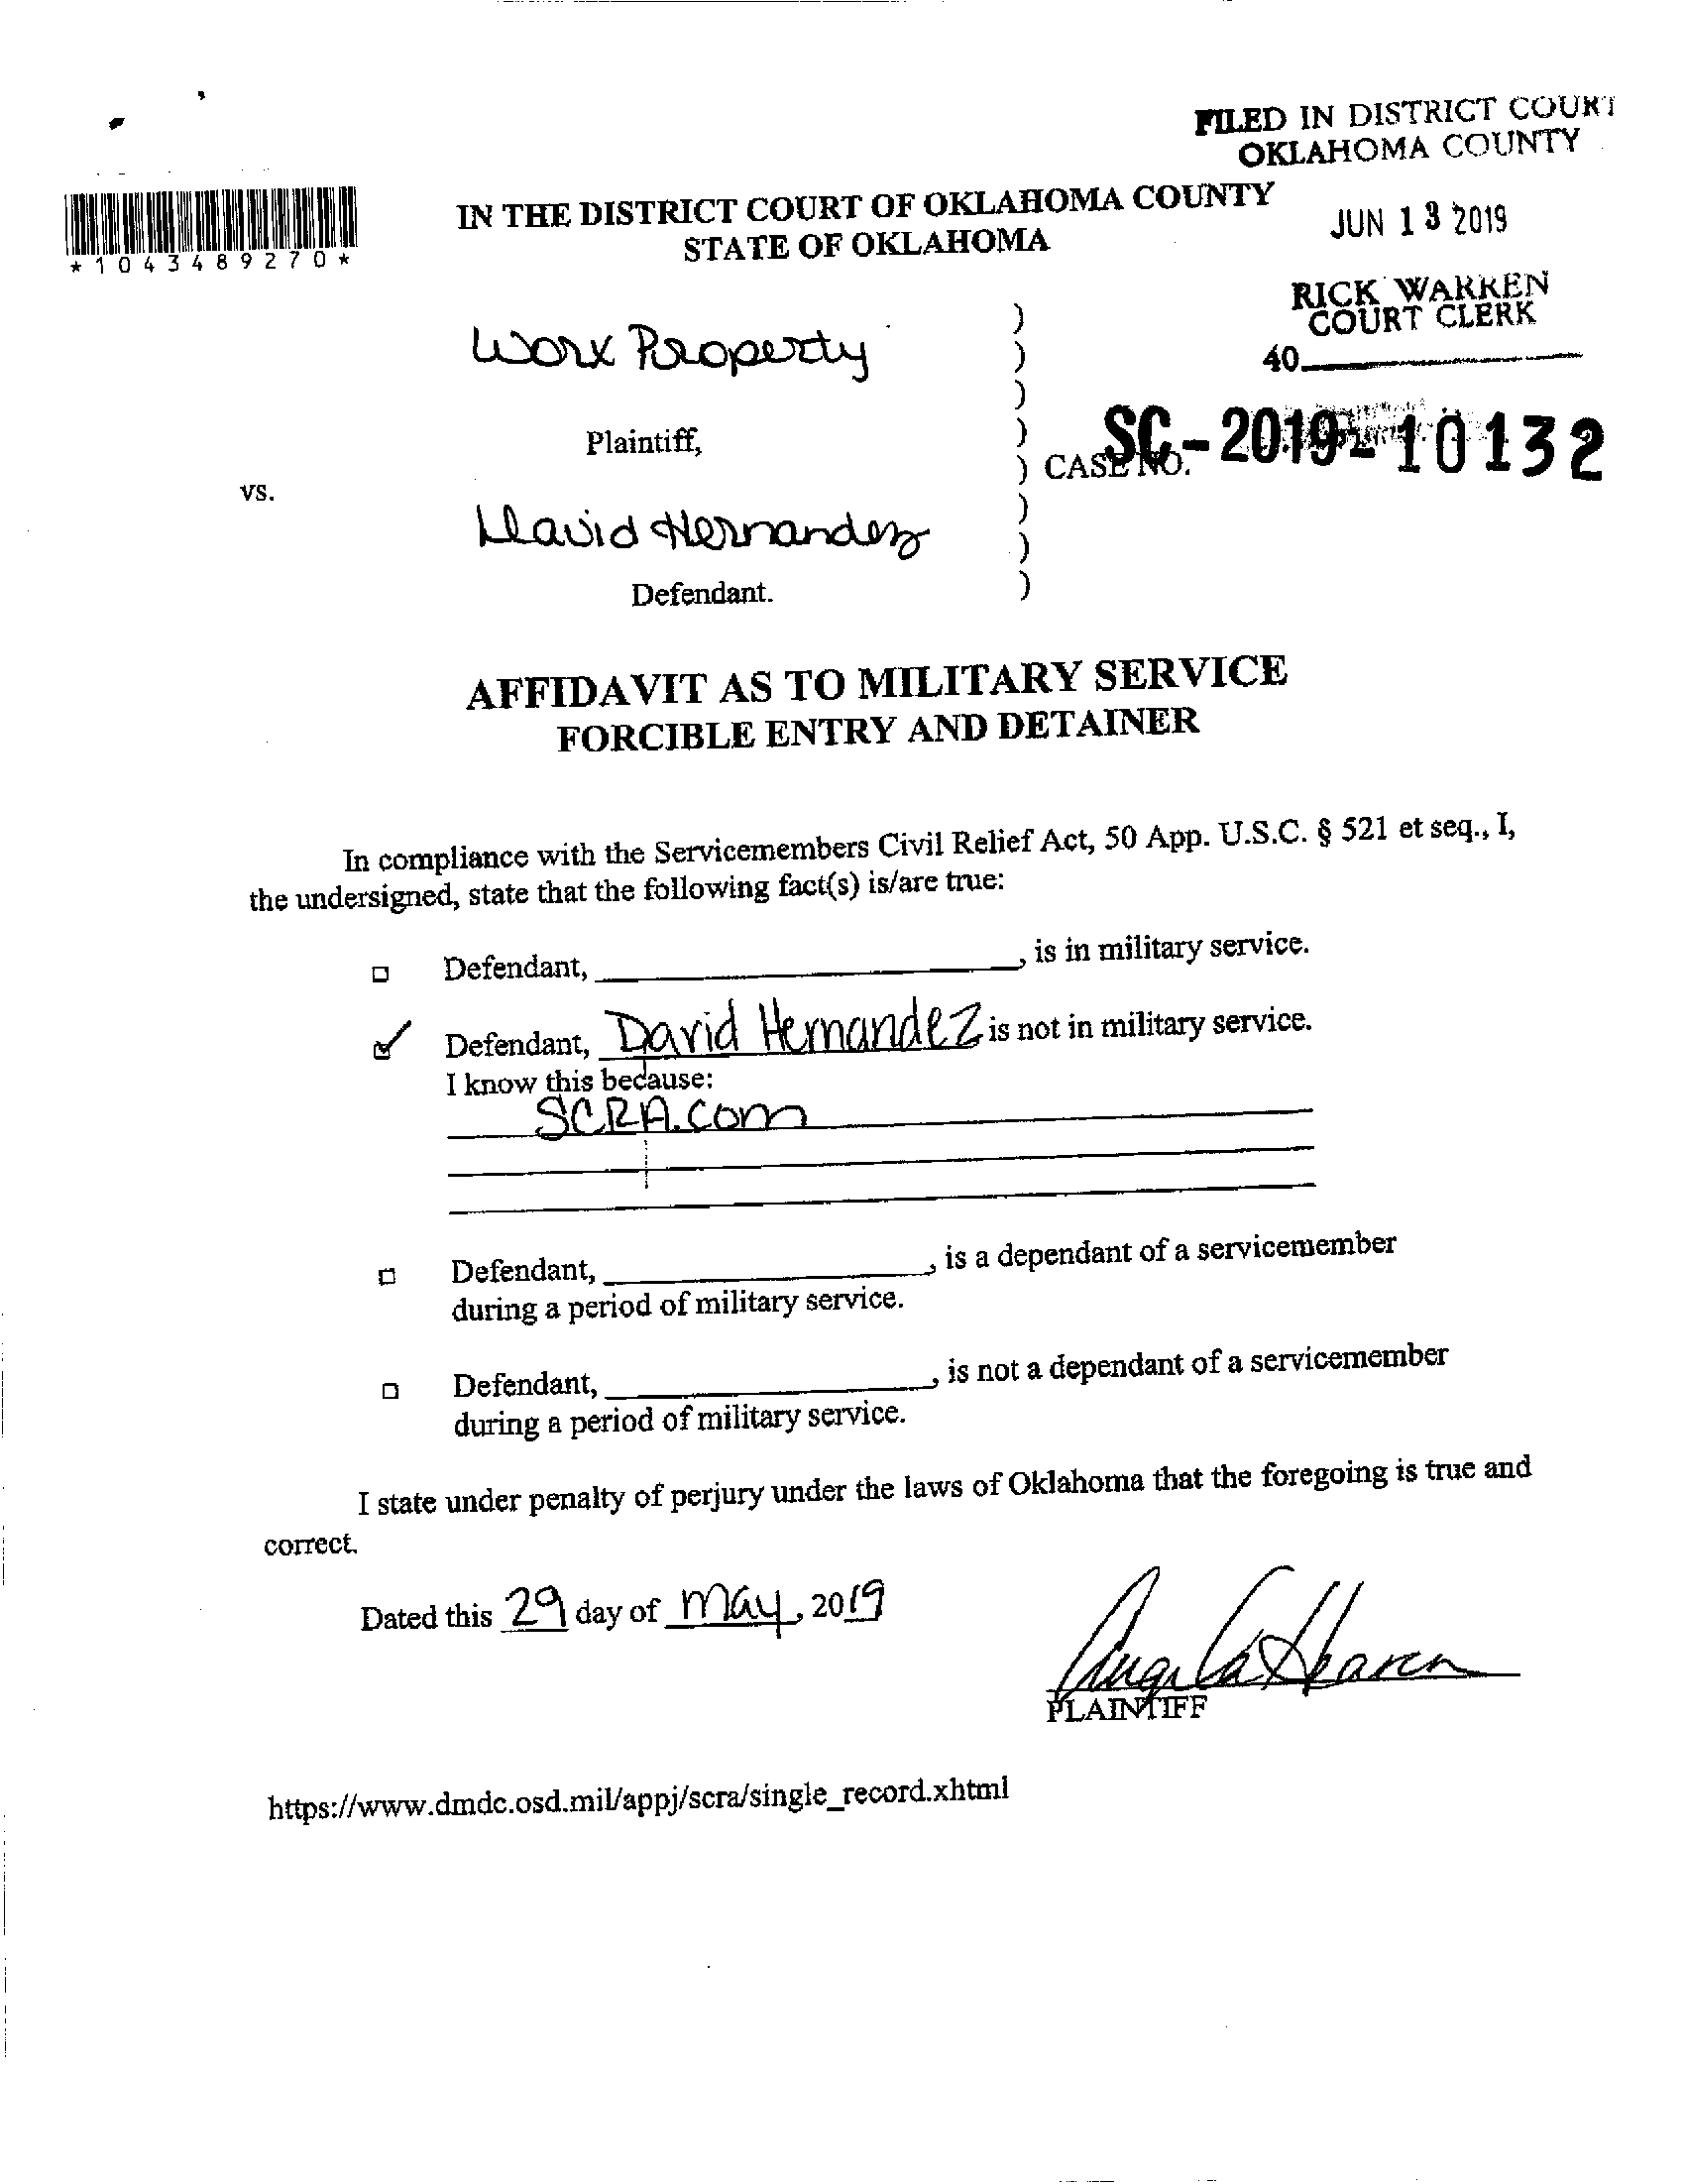 FILED IN DISTRICT COURT
OKLAHOMA COUNTY
IN THE DISTRICT COURT OF OKLAHOMA COUNTY
STATE OF OKLAHOMA
JUN 13 2019
*1043489270*
RICK WARREN
COURT CLERK
40
Worx Property
)
)
)
)
)
)
)
)
Plaintiff,
CASE NO. SC-2019-10132
vs.
David Hernandez
Defendant.
AFFIDAVIT AS TO MILITARY SERVICE
FORCIBLE ENTRY AND DETAINER
In compliance with the Servicemembers Civil Relief Act, 50 App. U.S.C. § 521 et seq., I,
the undersigned, state that the following fact(s) is/are true:
Defendant, , is in military service.
Defendant, David Hernandez is not in military service.
I know this because:
SCRA.com
Defendant, , is a dependant of a servicemember
during a period of military service.
Defendant, , is not a dependant of a servicemember
during a period of military service.
I state under penalty of perjury under the laws of Oklahoma that the foregoing is true and
correct.
Dated this 29 day of May, 2019
Angela
PLAINTIFF
https://www.dmdc.osd.mil/appj/scra/single_record.xhtml